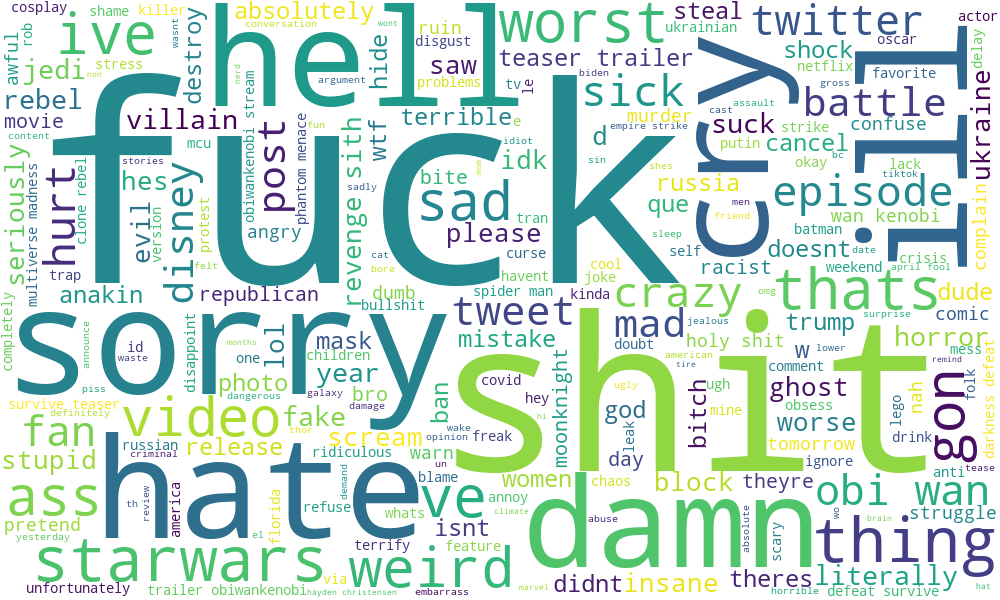 cosplay
shame killer
absolutely
conversation
hell
worst
steal
ukrainian
twitter
actor
ive
rob
awful
wasnt
destroy
nerd
hide
ruin
disgust
saw
wont
teaser trailer
shock
oscar
delay
jedi
stress
non
argument
problems
tv
le
biden
sick
cry
netflix
favorite
ill
rebel
movie
content
villain
mcu
obiwankenobi stream
post
fun
phantom menace
wtf
terrible
e
idiot
empire strike
murder
cast
assault
gross
battle
suck
strike
confuse
ukraine
fuck
seriously
multiverse madness
hurt
clone rebel
stories
hes
evil
version
disney
protest
felt
angry
sadly
revenge sith
bite
sad
mom
idk
d
sin
shes
putin
cancel
okay
bc
lack
tiktok
complain
tran
please
curse
que
russia
friend
men
episode
wan kenobi
batman
doesnt
date
sleep
self
racist
weekend
crisis
april fool
trap
anakin
republican
cat
bore
dumb
bullshit
havent
spider man
cool
joke
kinda
crazy
omg
thats
dude
completely
announce
sorry
id
waste
months
disappoint
one
dangerous
lol
mask
children
year
galaxy
damage
tweet
mistake
mad
doubt
jealous
holy shit
american
tire
trump
surprise
comic
horror
lower
w
comment
remind
mess
piss
survive teaser
definitely
photo
bro
ban
covid
hey
hi
moonknight
god
leak
ugly
shit
ugh
mine
bitch
ghost
obsess
worse
lego
nah
folk
gon
darkness defeat
fan
video
thor
fake
scream
wake
opinion
freak
day
tomorrow
drink
stupid
russian
criminal
release
ridiculous
warn
un
blame
women
chaos
block
theyre
ignore
anti
tease
ass
hate
th
review
america
florida
refuse
demand
ve
annoy
damn
obi wan
pretend
yesterday
el
whats
isnt
climate
abuse
absolute
scary
wo
brain
struggle
thing
starwars
via
terrify
feature
weird
didnt
insane
theres
literally
unfortunately
trailer obiwankenobi
hayden christensen
embarrass
marvel
horrible
defeat survive
hat